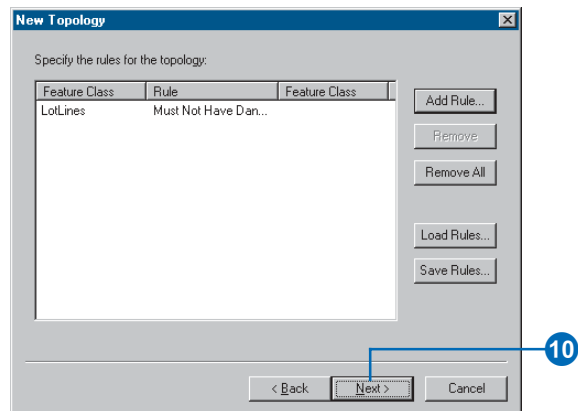 New Topology
Specify the rules for the topology:
Feature Class Rule Feature Class
LotLines Must Not Have Dan...
Add Rule...
Remove
Remove All
Load Rules...
Save Rules...
10
< Back Next > Cancel